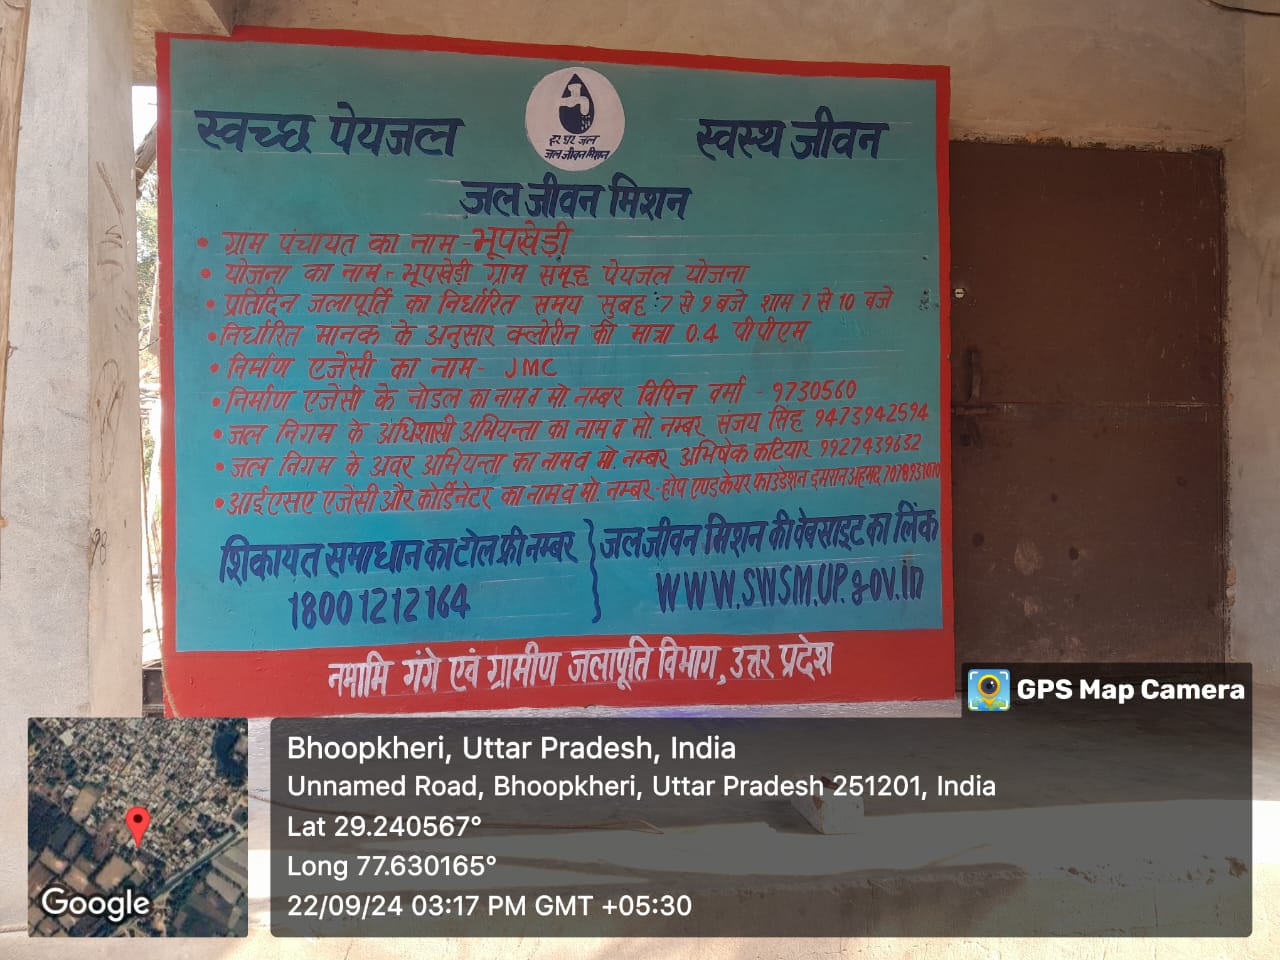 स्वच्छ पेयजल
हर घर जल
जल जीवन मिशन
स्वस्थ जीवन
जल जीवन मिशन
• ग्राम पंचायत का नाम - भूपखेड़ी
• योजना का नाम - भूपखेड़ी ग्राम समूह पेयजल योजना
• प्रतिदिन जलापूर्ति का निर्धारित समय सुबह : 7 से 9 बजे शाम 7 से 10 बजे
• निर्धारित मानक के अनुसार क्लोरीन की मात्रा 0.4 पीपीएम
• निर्माण एजेंसी का नाम - JMC
• निर्माण एजेंसी के नोडल का नाम व मो. नम्बर विपिन वर्मा - 9730560
• जल निगम के अधिशासी अभियन्ता का नाम व मो. नम्बर संजय सिंह 9473942594
• जल निगम के अवर अभियन्ता का नाम व मो. नम्बर अभिषेक कटियार 9927439632
• आईएसए एजेंसी और कोर्डिनेटर का नाम व मो. नम्बर - होप एण्ड केयर फाउंडेशन इमरान अहमद
शिकायत समाधान का टोल फ्री नम्बर
18001212164
जल जीवन मिशन की वेबसाइट का लिंक
WWW.SWSM.UP.gov.in
नमामि गंगे एवं ग्रामीण जलापूर्ति विभाग, उत्तर प्रदेश
GPS Map Camera
Bhoopkheri, Uttar Pradesh, India
Unnamed Road, Bhoopkheri, Uttar Pradesh 251201, India
Lat 29.240567°
Long 77.630165°
22/09/24 03:17 PM GMT +05:30
Google